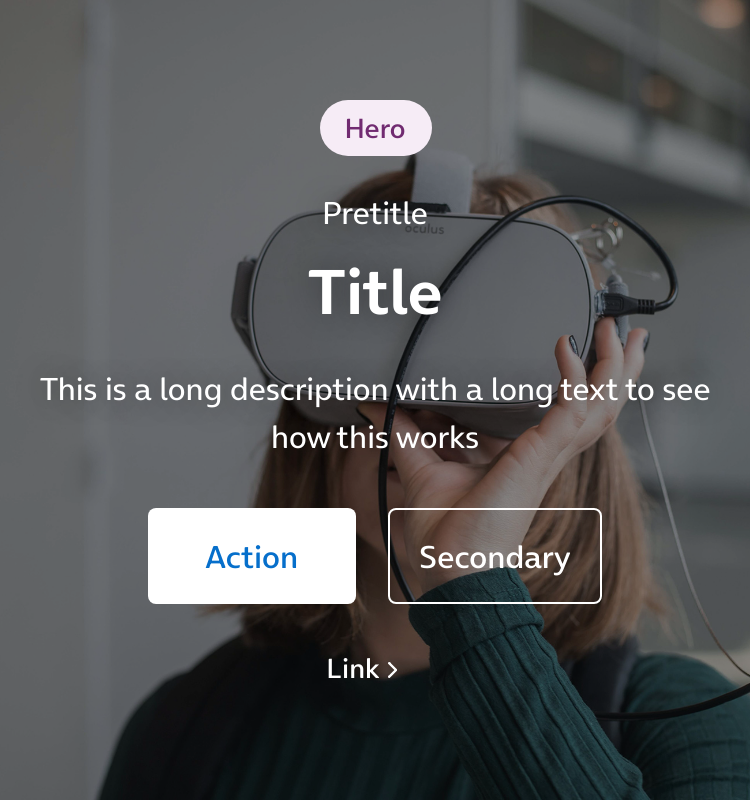 Hero
Pretitle
oculus
Title
This is a long description with a long text to see
how this works
Action
Secondary
Link